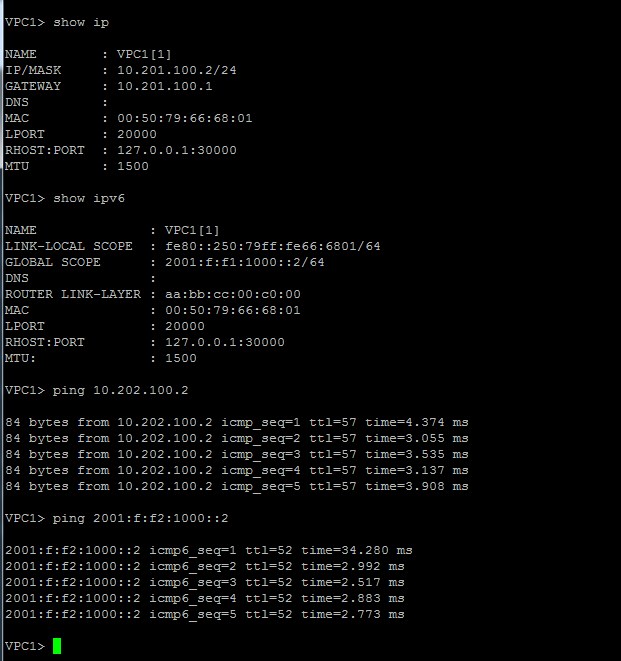 VPC1> show ip
NAME        : VPC1[1]
IP/MASK     : 10.201.100.2/24
GATEWAY     : 10.201.100.1
DNS         :
MAC         : 00:50:79:66:68:01
LPORT       : 20000
RHOST:PORT  : 127.0.0.1:30000
MTU         : 1500
VPC1> show ipv6
NAME              : VPC1[1]
LINK-LOCAL SCOPE  : fe80::250:79ff:fe66:6801/64
GLOBAL SCOPE      : 2001:f:f1:1000::2/64
DNS               :
ROUTER LINK-LAYER : aa:bb:cc:00:c0:00
MAC               : 00:50:79:66:68:01
LPORT             : 20000
RHOST:PORT        : 127.0.0.1:30000
MTU:              : 1500
VPC1> ping 10.202.100.2
84 bytes from 10.202.100.2 icmp_seq=1 ttl=57 time=4.374 ms
84 bytes from 10.202.100.2 icmp_seq=2 ttl=57 time=3.055 ms
84 bytes from 10.202.100.2 icmp_seq=3 ttl=57 time=3.535 ms
84 bytes from 10.202.100.2 icmp_seq=4 ttl=57 time=3.137 ms
84 bytes from 10.202.100.2 icmp_seq=5 ttl=57 time=3.908 ms
VPC1> ping 2001:f:f2:1000::2
2001:f:f2:1000::2 icmp6_seq=1 ttl=52 time=34.280 ms
2001:f:f2:1000::2 icmp6_seq=2 ttl=52 time=2.992 ms
2001:f:f2:1000::2 icmp6_seq=3 ttl=52 time=2.517 ms
2001:f:f2:1000::2 icmp6_seq=4 ttl=52 time=2.883 ms
2001:f:f2:1000::2 icmp6_seq=5 ttl=52 time=2.773 ms
VPC1>